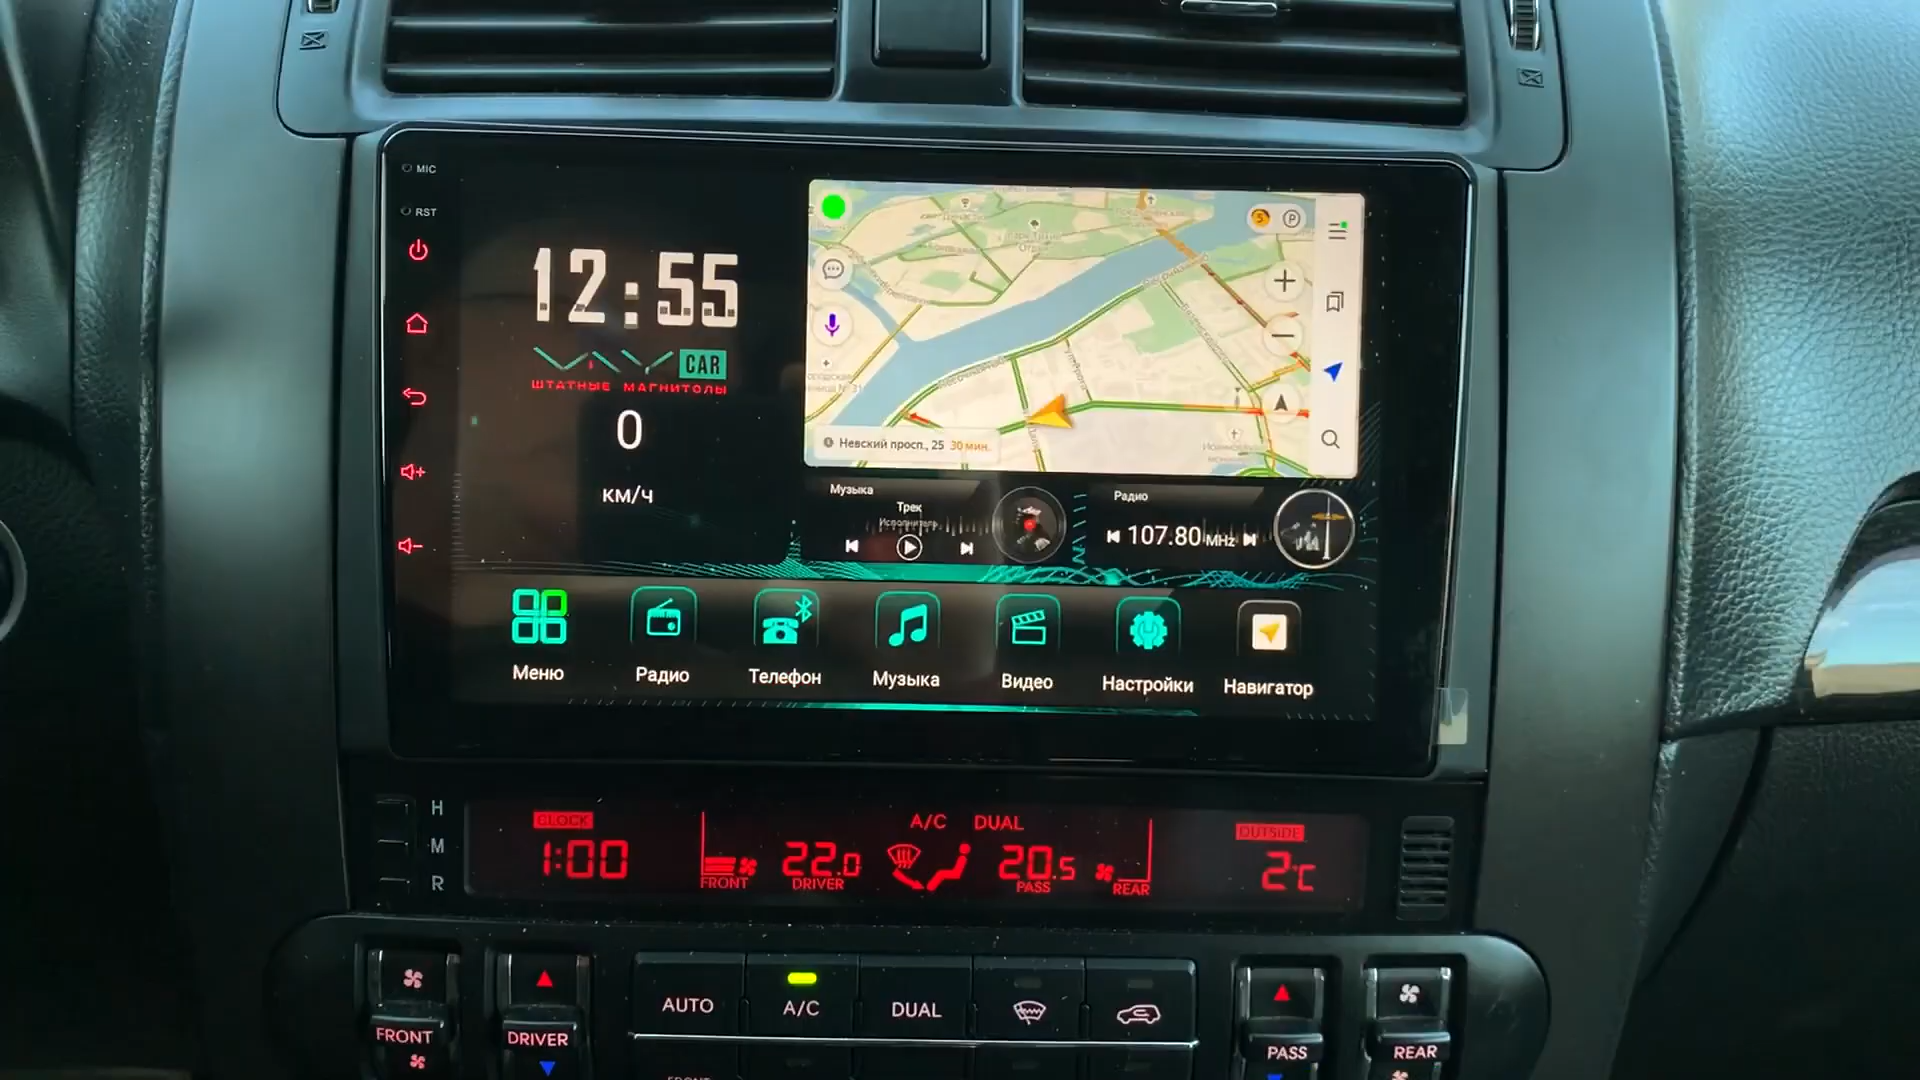 MIC
RST
12:55
CAR
ШТАТНЫЕ МАГНИТОЛЫ
0
км/ч
5
P
Невский просп., 25 30 мин.
Музыка
Трек
Исполнитель
Радио
107.80 MHz
Меню
Радио
Телефон
Музыка
Видео
Настройки
Навигатор
H
M
R
CLOCK
1:00
A/C DUAL
FRONT
22.0
DRIVER
20.5
PASS
REAR
OUTSIDE
2°C
FRONT
DRIVER
AUTO
A/C
DUAL
PASS
REAR